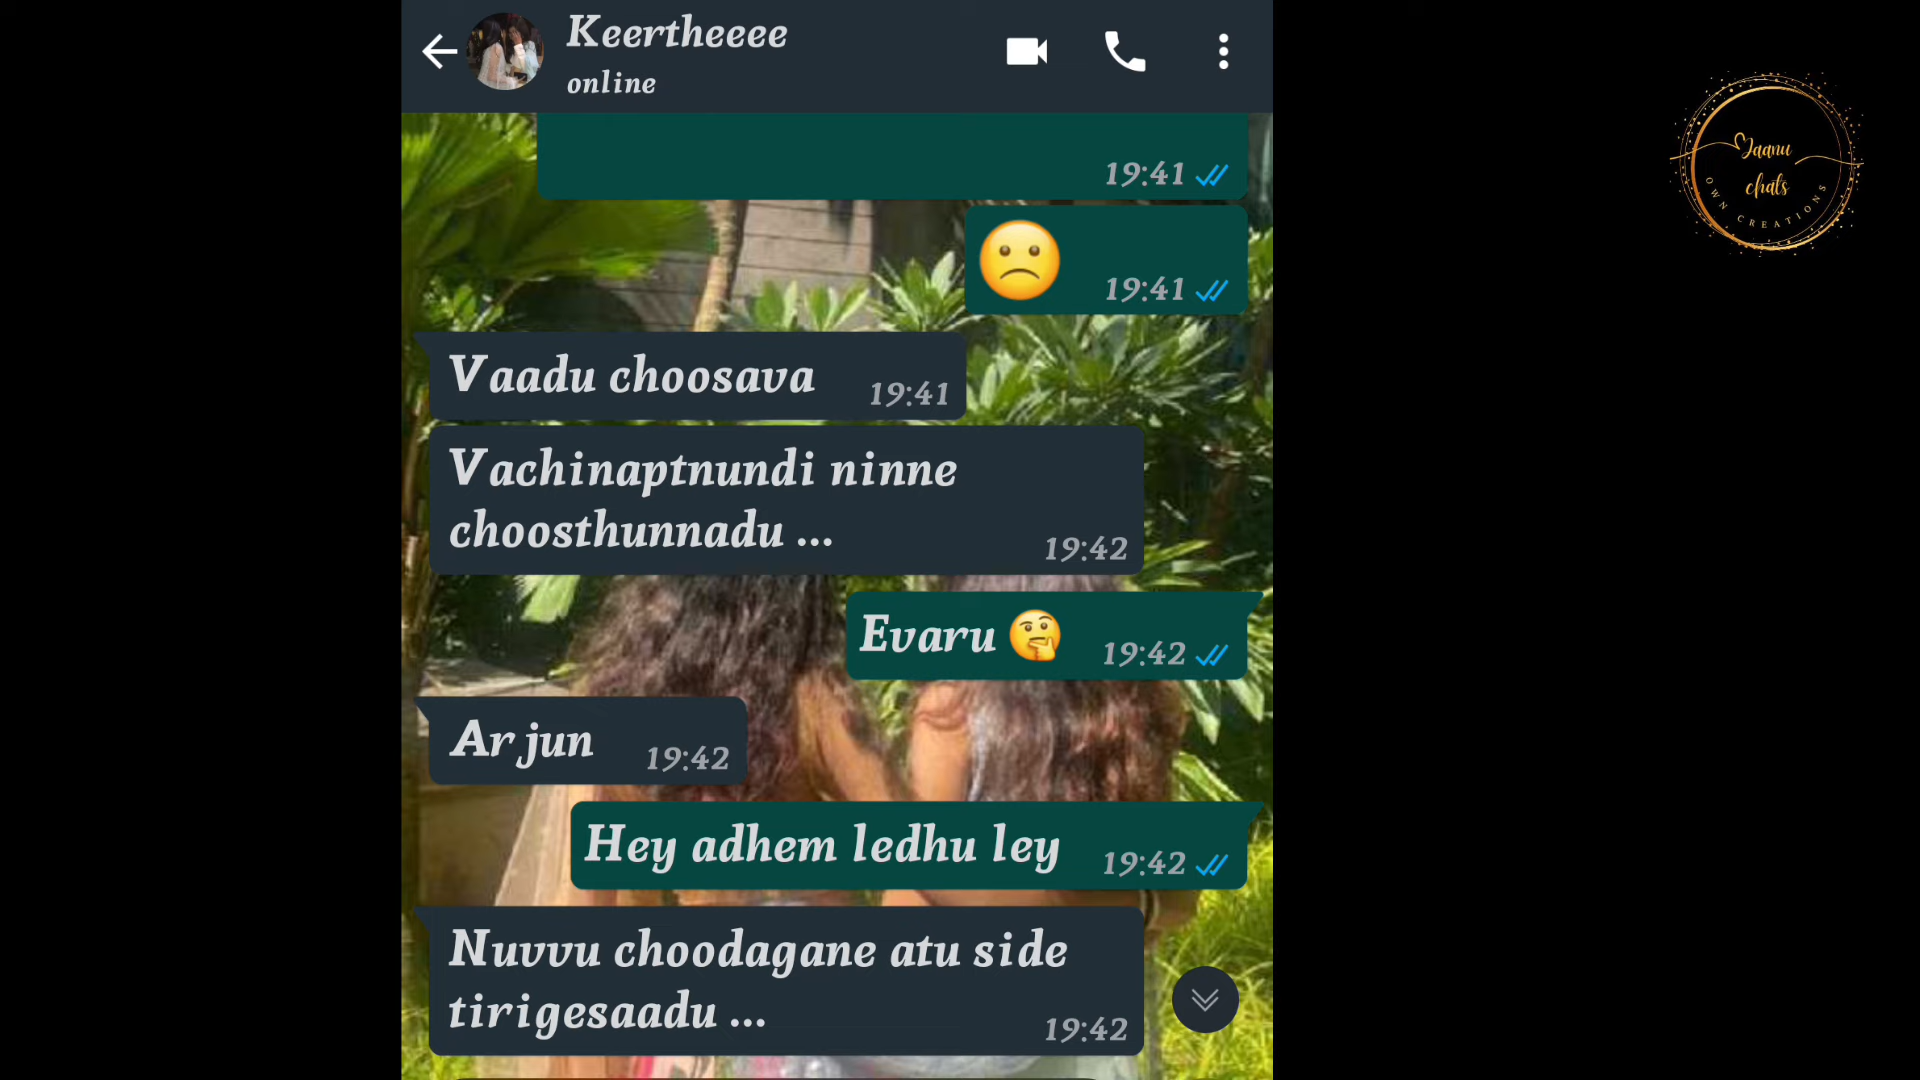 Keertheeee
online
19:41
19:41
Vaadu choosava
19:41
Vachinaptnundi ninne
choosthunnadu ...
19:42
Evaru 🤔
19:42
Arjun
19:42
Hey adhem ledhu ley
19:42
Nuvvu choodagane atu side
tirigesaadu ...
19:42
Jaanu
chats
OWN CREATIONS